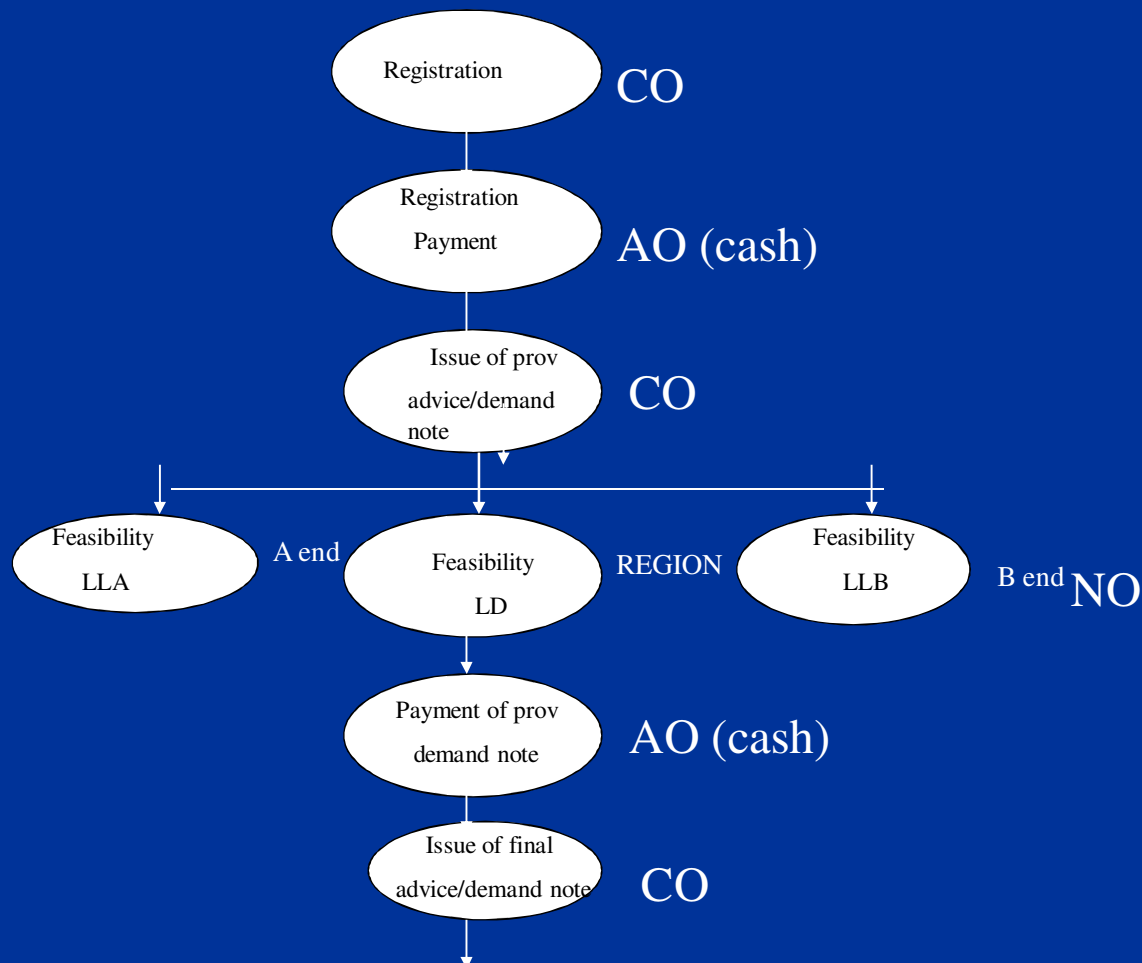 Registration
CO
Registration
Payment
AO (cash)
Issue of prov
advice/demand
note
CO
Feasibility
LLA
A end
Feasibility
LD
REGION
Feasibility
LLB
B end
NO
Payment of prov
demand note
AO (cash)
Issue of final
advice/demand note
CO